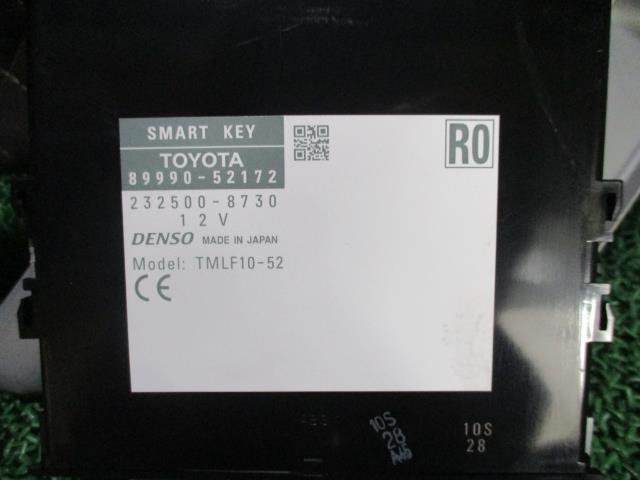 SMART KEY
TOYOTA
89990-52172
232500-8730
12V
DENSO MADE IN JAPAN
Model: TMLF10-52
CE
R0
10S
28
10S
28